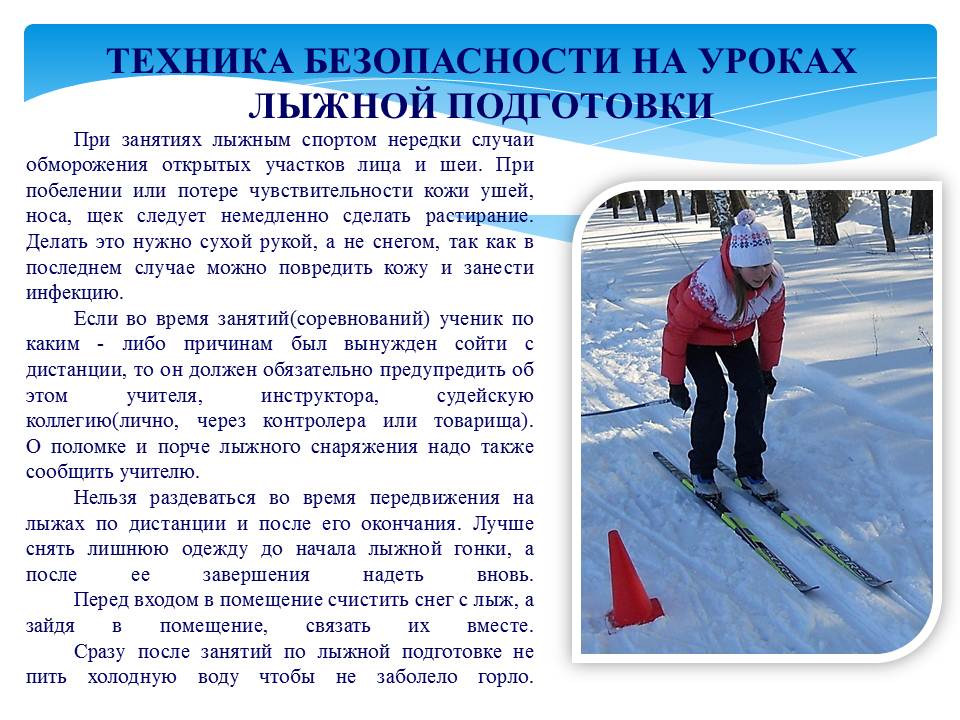 ТЕХНИКА БЕЗОПАСНОСТИ НА УРОКАХ
ЛЫЖНОЙ ПОДГОТОВКИ
При занятиях лыжным спортом нередки случаи
обморожения открытых участков лица и шеи. При
побелении или потере чувствительности кожи ушей,
носа, щек следует немедленно сделать растирание.
Делать это нужно сухой рукой, а не снегом, так как в
последнем случае можно повредить кожу и занести
инфекцию.
Если во время занятий(соревнований) ученик по
каким - либо причинам был вынужден сойти с
дистанции, то он должен обязательно предупредить об
этом учителя, инструктора, судейскую
коллегию(лично, через контролера или товарища).
О поломке и порче лыжного снаряжения надо также
сообщить учителю.
Нельзя раздеваться во время передвижения на
лыжах по дистанции и после его окончания. Лучше
снять лишнюю одежду до начала лыжной гонки, а
после ее завершения надеть вновь.
Перед входом в помещение счистить снег с лыж, а
зайдя в помещение, связать их вместе.
Сразу после занятий по лыжной подготовке не
пить холодную воду чтобы не заболело горло.